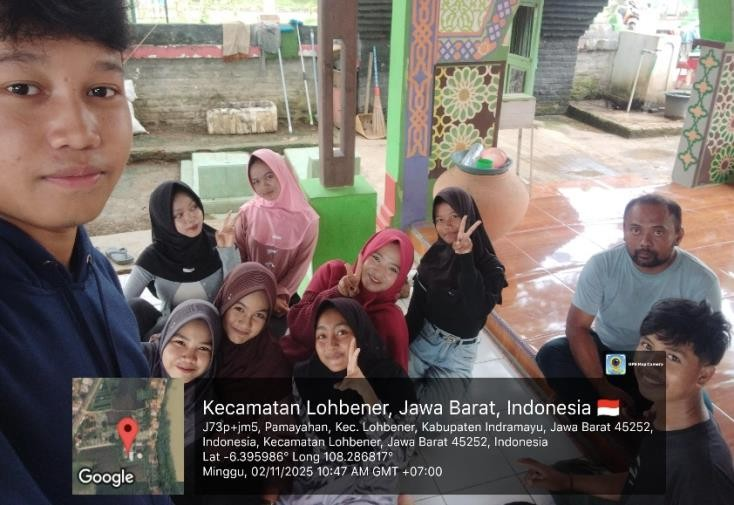 GPS Map Camera
Kecamatan Lohbener, Jawa Barat, Indonesia 🇮🇩
J73p+jm5, Pamayahan, Kec. Lohbener, Kabupaten Indramayu, Jawa Barat 45252,
Indonesia, Kecamatan Lohbener, Jawa Barat 45252, Indonesia
Lat -6.395986° Long 108.286817°
Minggu, 02/11/2025 10:47 AM GMT +07:00
Google